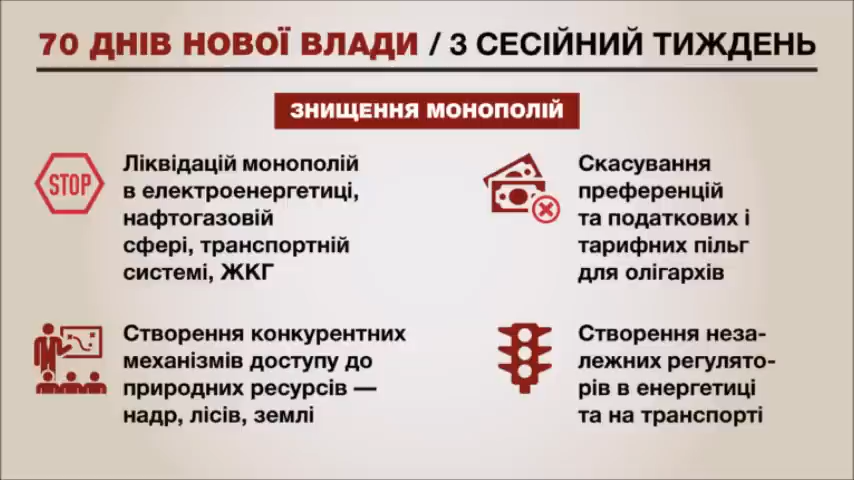 70 ДНІВ НОВОЇ ВЛАДИ / 3 СЕСІЙНИЙ ТИЖДЕНЬ
ЗНИЩЕННЯ МОНОПОЛІЙ
STOP
Ліквідацій монополій
в електроенергетиці,
нафтогазовій
сфері, транспортній
системі, ЖКГ
Скасування
преференцій
та податкових і
тарифних пільг
для олігархів
Створення конкурентних
механізмів доступу до
природних ресурсів —
надр, лісів, землі
Створення неза-
лежних регулято-
рів в енергетиці
та на транспорті